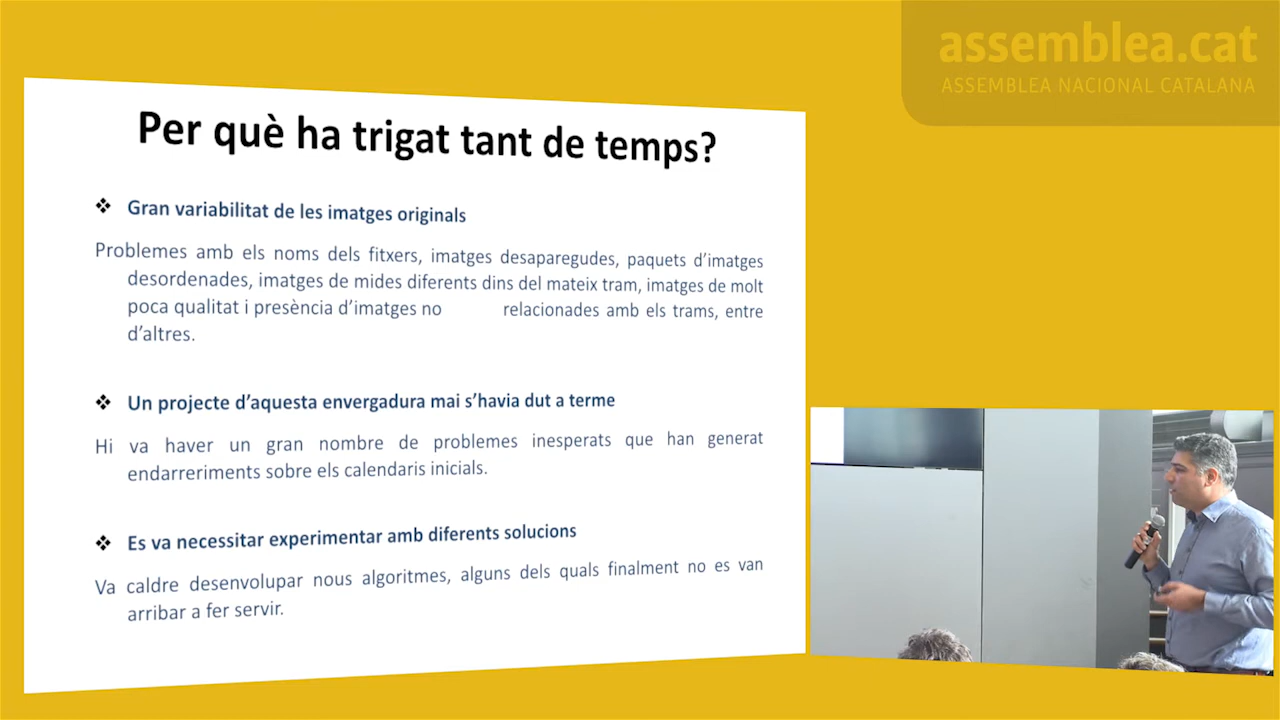 assemblea.cat
ASSEMBLEA NACIONAL CATALANA
Per què ha trigat tant de temps?
❖ Gran variabilitat de les imatges originals
Problemes amb els noms dels fitxers, imatges desaparegudes, paquets d'imatges
desordenades, imatges de mides diferents dins del mateix tram, imatges de molt
poca qualitat i presència d'imatges no relacionades amb els trams, entre
d'altres.
❖ Un projecte d'aquesta envergadura mai s'havia dut a terme
Hi va haver un gran nombre de problemes inesperats que han generat
endarreriments sobre els calendaris inicials.
❖ Es va necessitar experimentar amb diferents solucions
Va caldre desenvolupar nous algoritmes, alguns dels quals finalment no es van
arribar a fer servir.